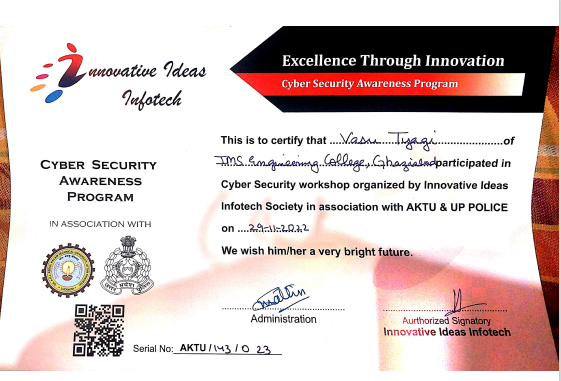 Innovative Ideas
Infotech
Excellence Through Innovation
Cyber Security Awareness Program
CYBER SECURITY
AWARENESS
PROGRAM
IN ASSOCIATION WITH
This is to certify that ...Vasu Tyagi...of
IMS Engineering College, Ghaziabad participated in
Cyber Security workshop organized by Innovative Ideas
Infotech Society in association with AKTU & UP POLICE
on ....29-11-2022
We wish him/her a very bright future.
Administration
Aurthorized Signatory
Innovative Ideas Infotech
Serial No: AKTU/143/0 23